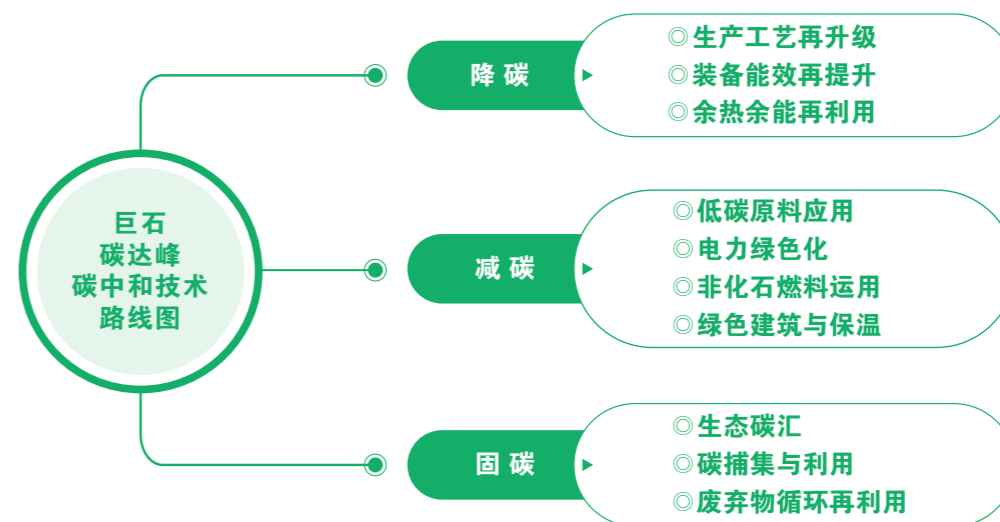 巨石
碳达峰
碳中和技术
路线图
降碳
◎生产工艺再升级
◎装备能效再提升
◎余热余能再利用
减碳
◎低碳原料应用
◎电力绿色化
◎非化石燃料运用
◎绿色建筑与保温
固碳
◎生态碳汇
◎碳捕集与利用
◎废弃物循环再利用